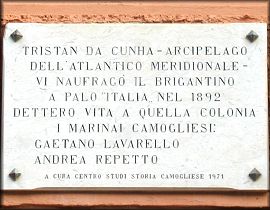 TRISTAN DA CUNHA - ARCIPELAGO
DELL'ATLANTICO MERIDIONALE -
VI NAUFRAGÒ IL BRIGANTINO
A PALO "ITALIA" NEL 1892
DETTERO VITA A QUELLA COLONIA
I MARINAI CAMOGLIESI:
GAETANO LAVARELLO
ANDREA REPETTO
A CURA CENTRO STUDI STORIA CAMOGLIESE 1971